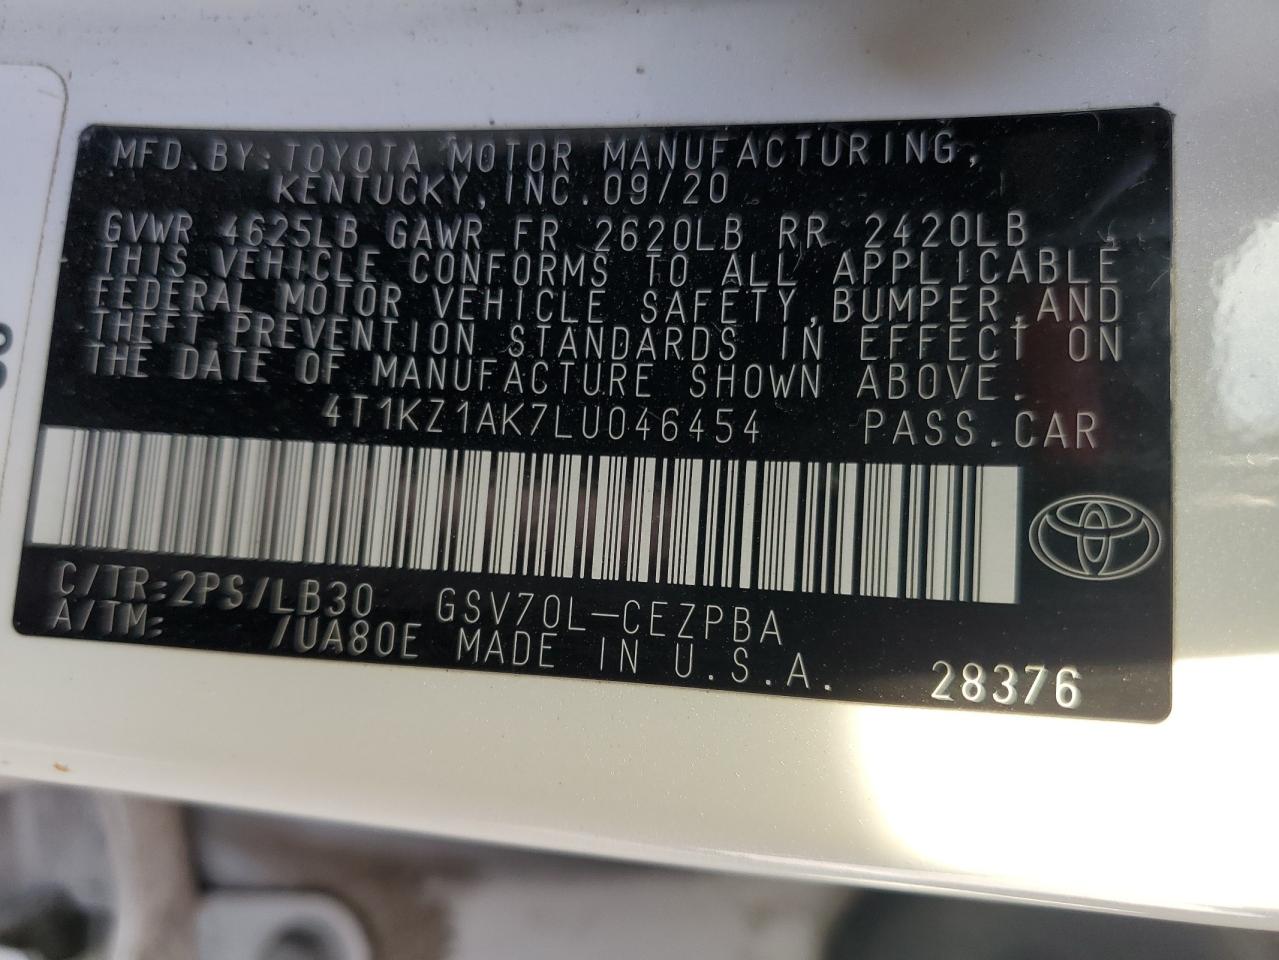 MFD. BY: TOYOTA MOTOR MANUFACTURING,
KENTUCKY, INC. 09/20
GVWR 4625LB GAWR FR 2620LB RR 2420LB
THIS VEHICLE CONFORMS TO ALL APPLICABLE
FEDERAL MOTOR VEHICLE SAFETY, BUMPER, AND
THEFT PREVENTION STANDARDS IN EFFECT ON
THE DATE OF MANUFACTURE SHOWN ABOVE.
4T1KZ1AK7LU046454 PASS. CAR
C/TR: 2PS/LB30 GSV70L-CEZPBA
A/TM: /UA80E MADE IN U.S.A.
28376